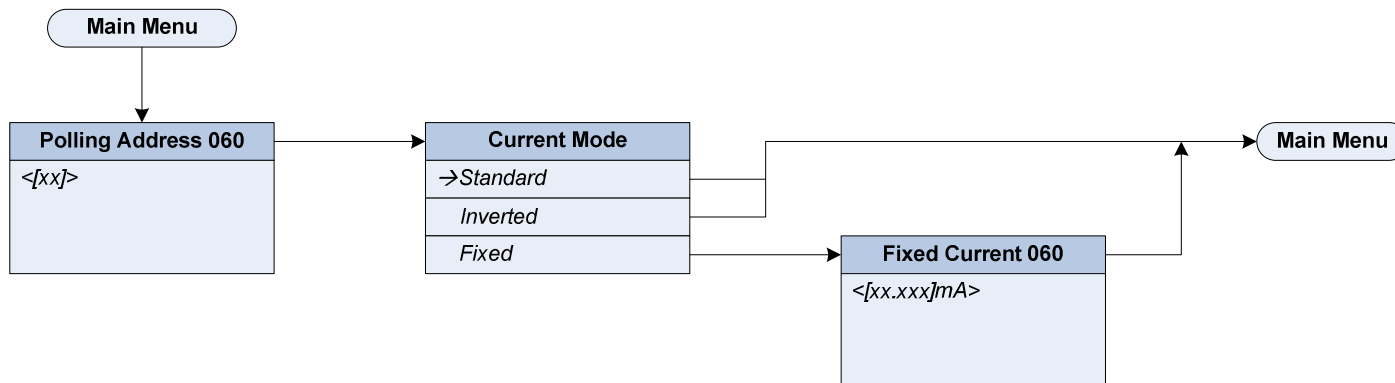 Main Menu
Polling Address 060
<[xx]>
Current Mode
→Standard
Inverted
Fixed
Fixed Current 060
<[xx.xxx]mA>
Main Menu